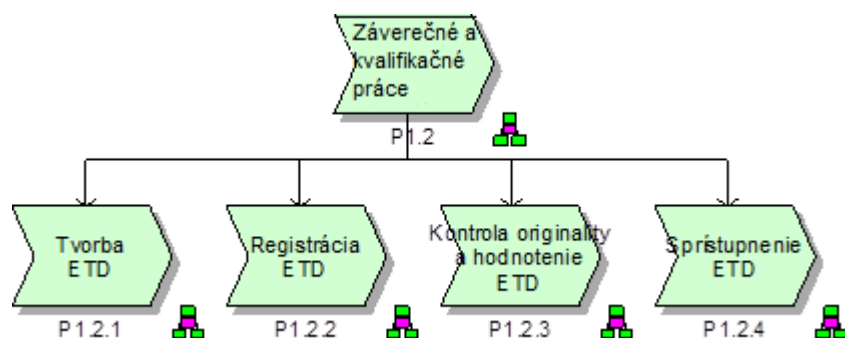 Záverečné a
kvalifikačné
práce
P1.2
Tvorba
ETD
P1.2.1
Registrácia
ETD
P1.2.2
Kontrola originality
a hodnotenie
ETD
P1.2.3
Sprístupnenie
ETD
P1.2.4